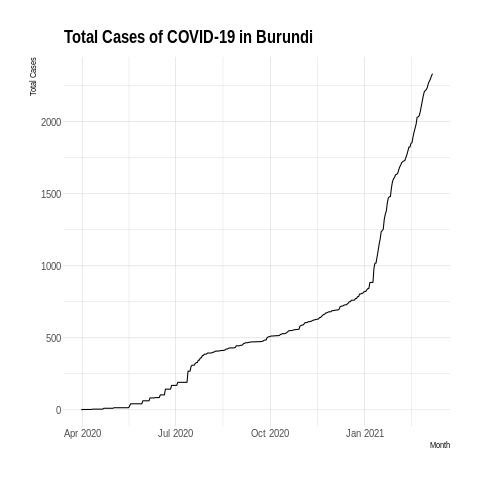 Total Cases of COVID-19 in Burundi
Total Cases
2000
1500
1000
500
0
Apr 2020
Jul 2020
Oct 2020
Jan 2021
Month